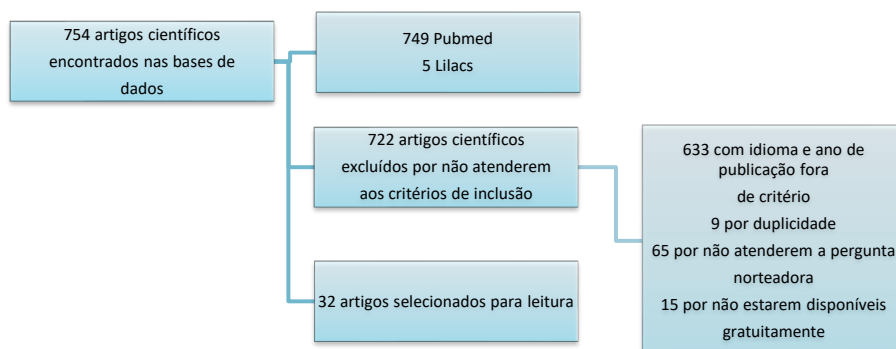 754 artigos científicos
encontrados nas bases de
dados
749 Pubmed
5 Lilacs
722 artigos científicos
excluídos por não atenderem
aos critérios de inclusão
633 com idioma e ano de
publicação fora
de critério
9 por duplicidade
65 por não atenderem a pergunta
norteadora
15 por não estarem disponíveis
gratuitamente
32 artigos selecionados para leitura